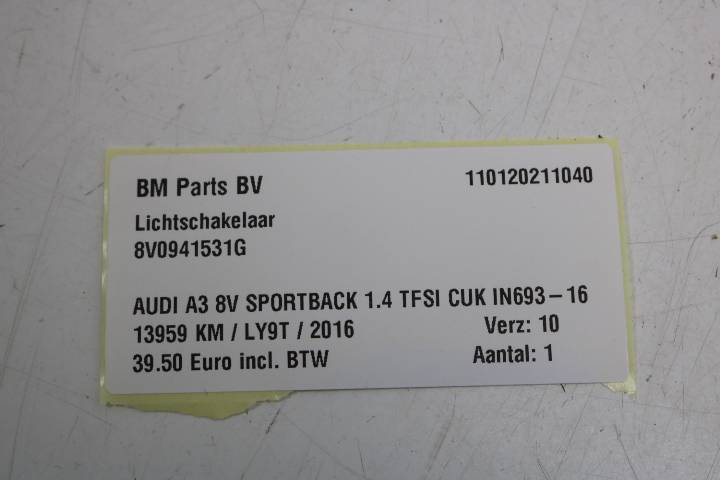 BM Parts BV 110120211040
Lichtschakelaar
8V0941531G
AUDI A3 8V SPORTBACK 1.4 TFSI CUK IN693-16
13959 KM / LY9T / 2016 Verz: 10
39.50 Euro incl. BTW Aantal: 1